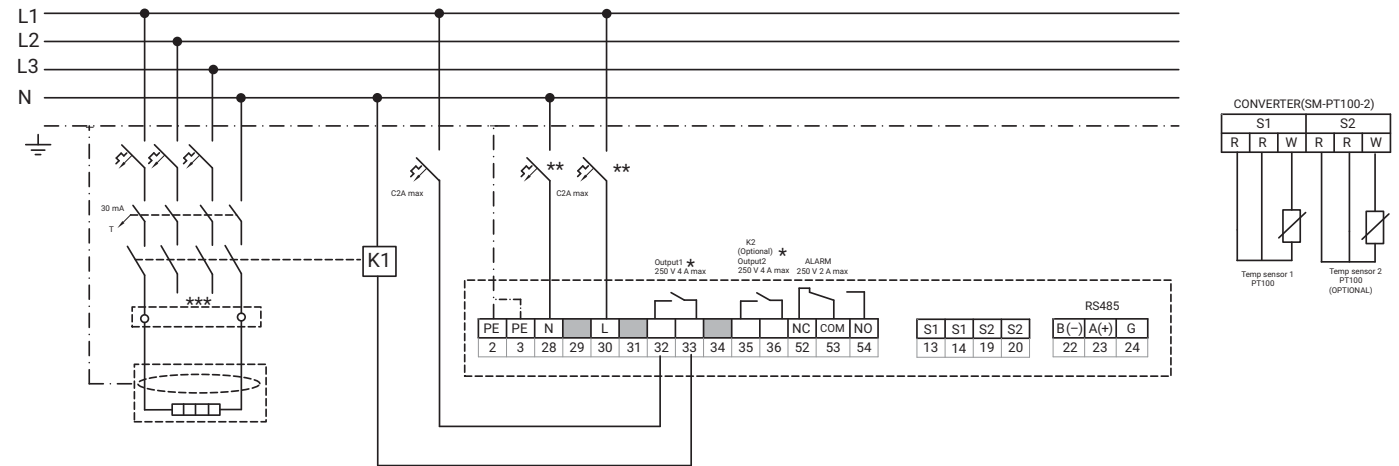 L1
L2
L3
N
CONVERTER(SM-PT100-2)
S1 S2
R R W R R W
** **
C2A max C2A max
30 mA
T
K1
K2
(Optional) *
Output1 * Output2 ALARM
250 V 4 A max 250 V 4 A max 250 V 2 A max
Temp sensor 1
PT100
Temp sensor 2
PT100
(OPTIONAL)
***
RS485
PE PE N L NC COM NO S1 S1 S2 S2 B(−) A(+) G
2 3 28 29 30 31 32 33 34 35 36 52 53 54 13 14 19 20 22 23 24